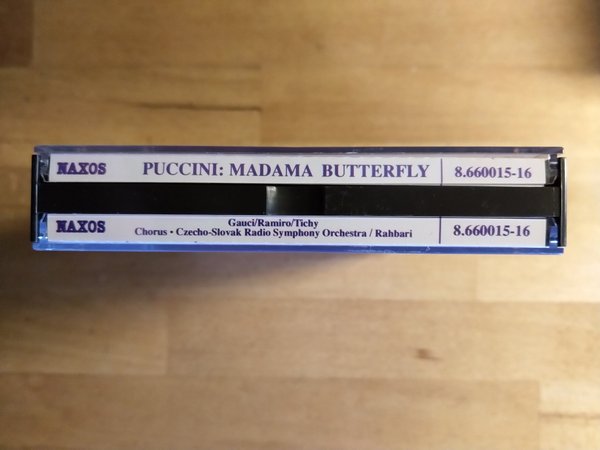 NAXOS PUCCINI: MADAMA BUTTERFLY 8.660015-16
NAXOS Gauci/Ramiro/Tichy 8.660015-16
Chorus • Czecho-Slovak Radio Symphony Orchestra / Rahbari